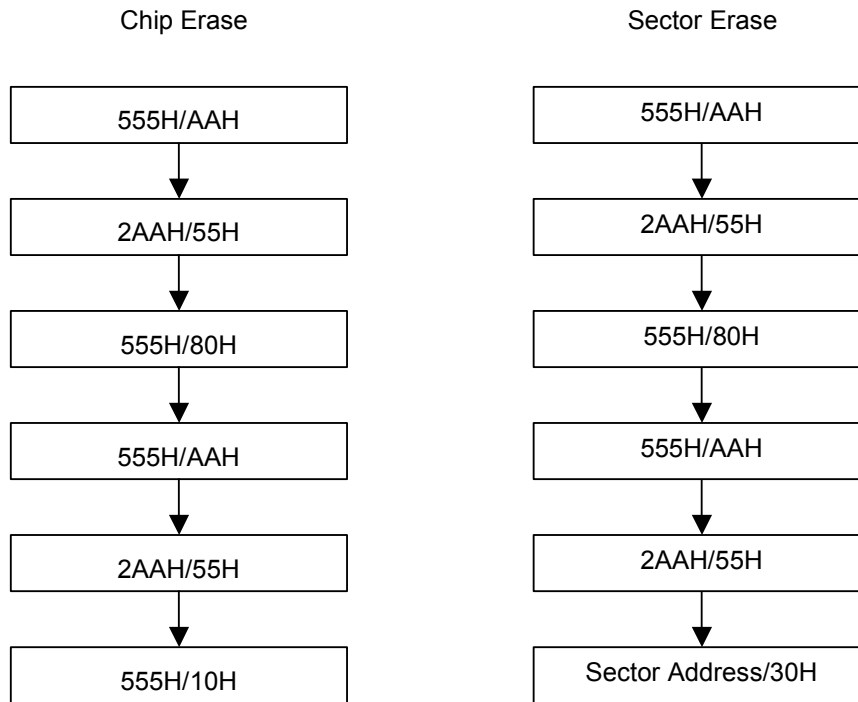 Chip Erase
555H/AAH
2AAH/55H
555H/80H
555H/AAH
2AAH/55H
555H/10H
Sector Erase
555H/AAH
2AAH/55H
555H/80H
555H/AAH
2AAH/55H
Sector Address/30H